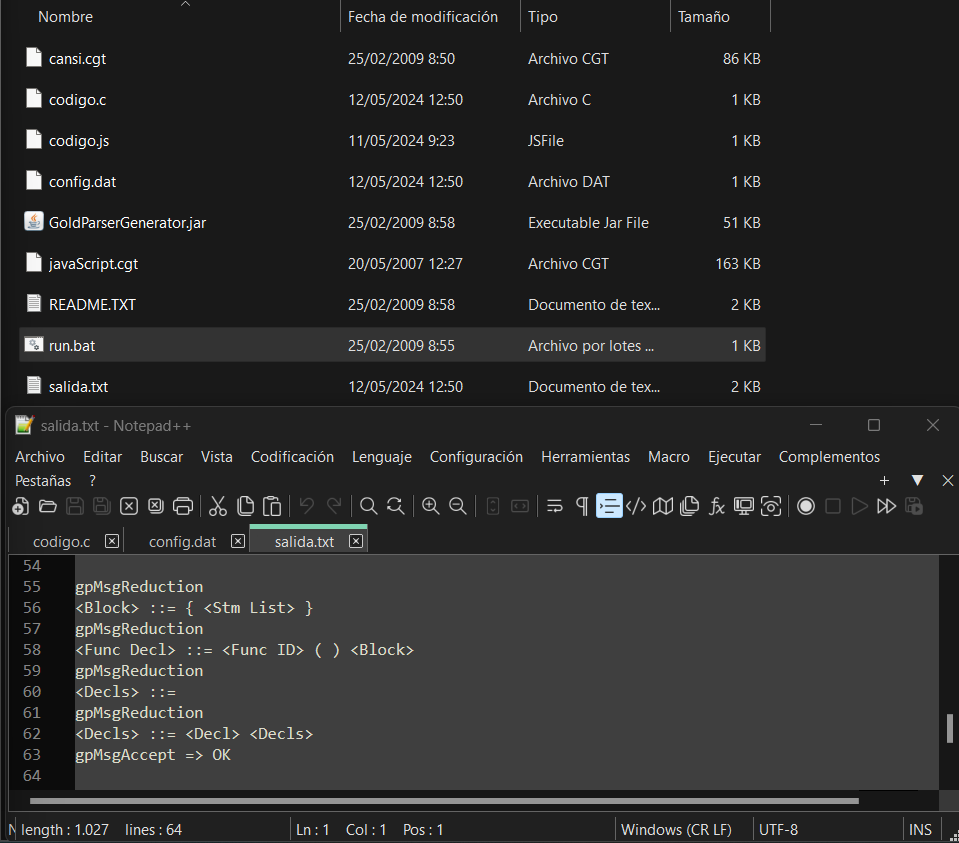 Nombre Fecha de modificación Tipo Tamaño
cansi.cgt 25/02/2009 8:50 Archivo CGT 86 KB
codigo.c 12/05/2024 12:50 Archivo C 1 KB
codigo.js 11/05/2024 9:23 JSFile 1 KB
config.dat 12/05/2024 12:50 Archivo DAT 1 KB
GoldParserGenerator.jar 25/02/2009 8:58 Executable Jar File 51 KB
javaScript.cgt 20/05/2007 12:27 Archivo CGT 163 KB
README.TXT 25/02/2009 8:58 Documento de tex... 2 KB
run.bat 25/02/2009 8:55 Archivo por lotes ... 1 KB
salida.txt 12/05/2024 12:50 Documento de tex... 2 KB
salida.txt - Notepad++
Archivo Editar Buscar Vista Codificación Lenguaje Configuración Herramientas Macro Ejecutar Complementos
Pestañas ?
codigo.c config.dat salida.txt
54
55 gpMsgReduction
56 <Block> ::= { <Stm List> }
57 gpMsgReduction
58 <Func Decl> ::= <Func ID> ( ) <Block>
59 gpMsgReduction
60 <Decls> ::=
61 gpMsgReduction
62 <Decls> ::= <Decl> <Decls>
63 gpMsgAccept => OK
64
N length : 1.027 lines : 64 Ln : 1 Col : 1 Pos : 1 Windows (CR LF) UTF-8 INS